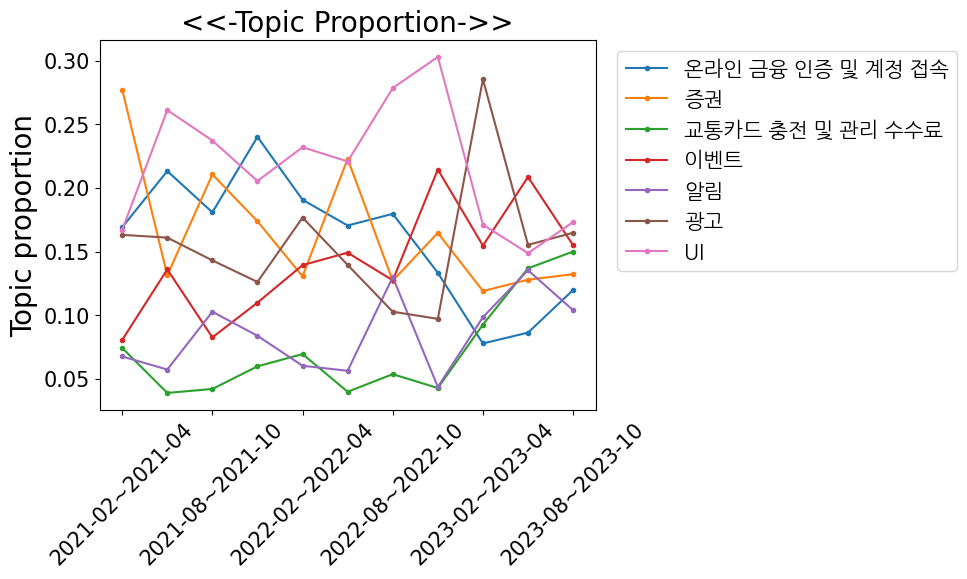 <<-Topic Proportion->>
Topic proportion
0.30
0.25
0.20
0.15
0.10
0.05
2021-02~2021-04
2021-08~2021-10
2022-02~2022-04
2022-08~2022-10
2023-02~2023-04
2023-08~2023-10
온라인 금융 인증 및 계정 접속
증권
교통카드 충전 및 관리 수수료
이벤트
알림
광고
UI